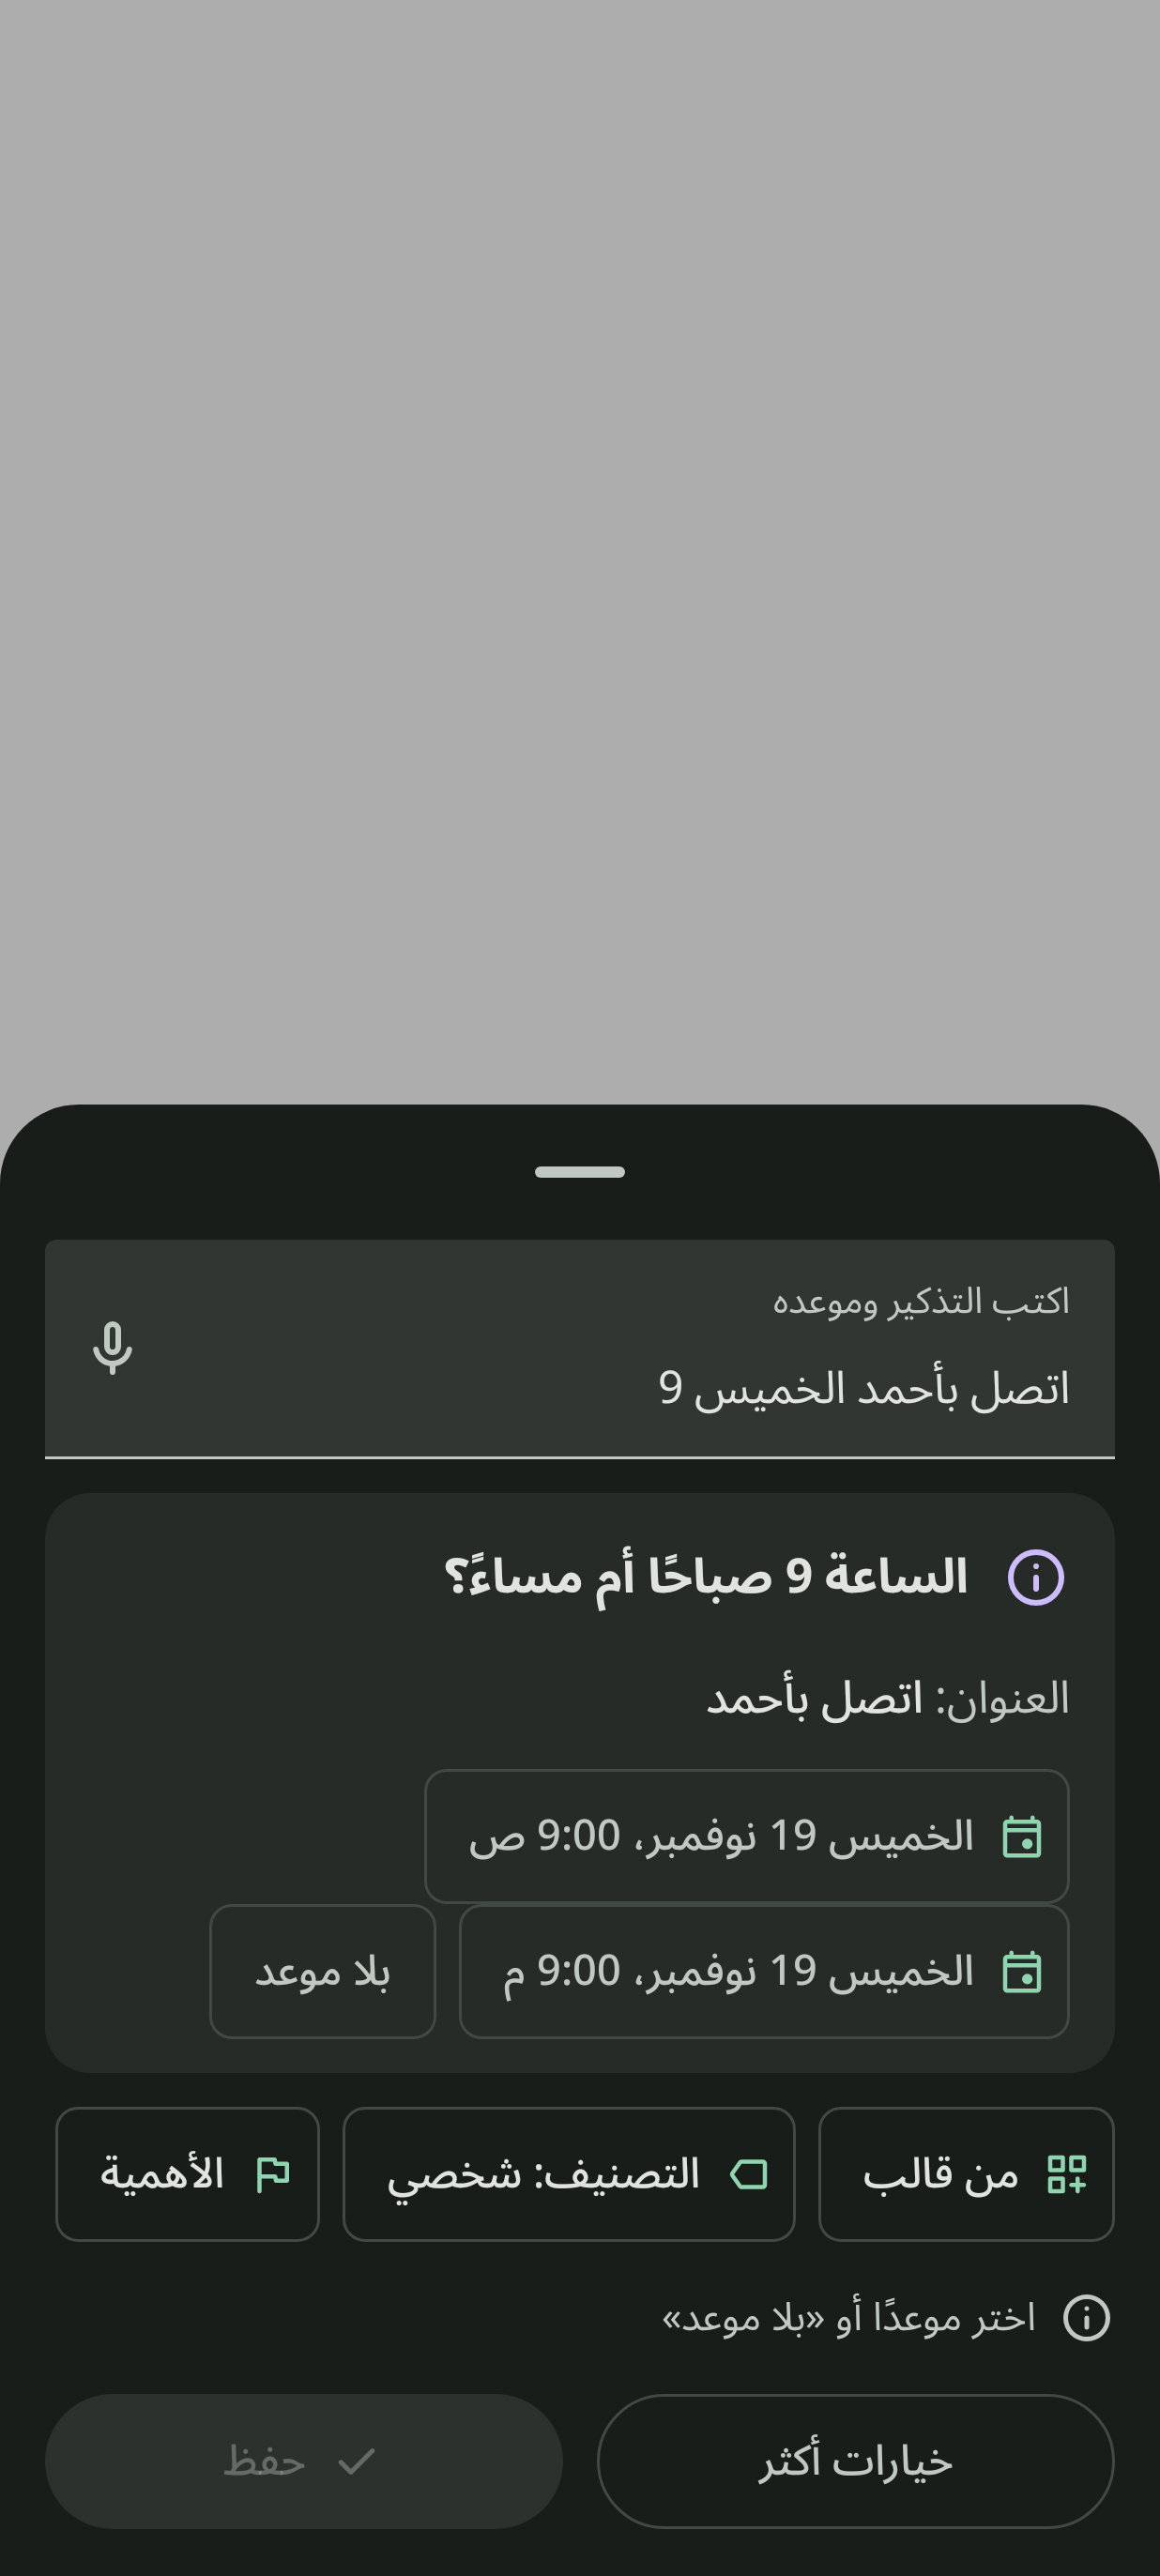 اكتب التذكير وموعده
اتصل بأحمد الخميس 9
الساعة 9 صباحًا أم مساءً؟
العنوان: اتصل بأحمد
الخميس 19 نوفمبر، 9:00 ص
الخميس 19 نوفمبر، 9:00 م
بلا موعد
من قالب
التصنيف: شخصي
الأهمية
اختر موعدًا أو «بلا موعد»
خيارات أكثر
حفظ